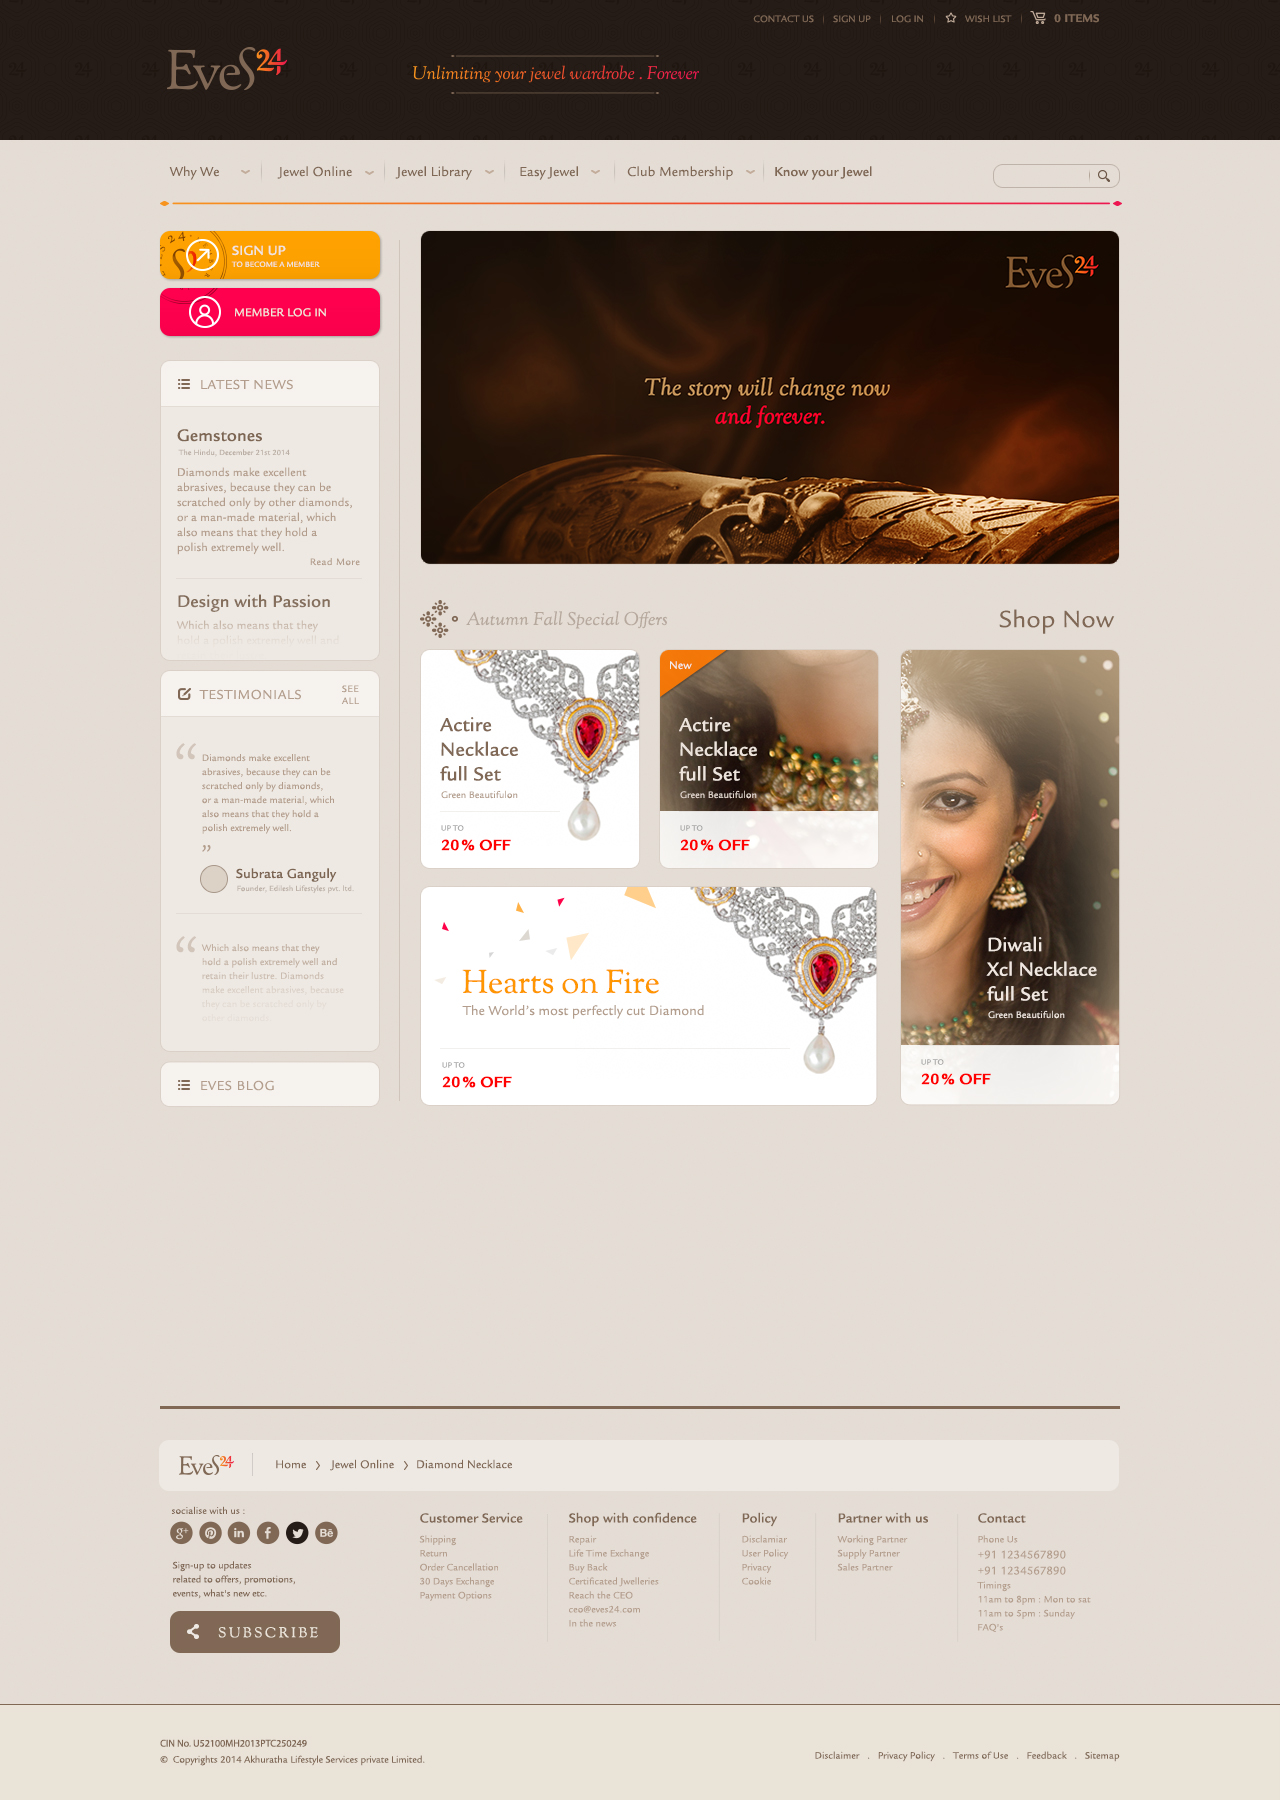 CONTACT US SIGN UP LOG IN WISH LIST 0 ITEMS
EveS24
Unlimiting your jewel wardrobe . Forever
Why We Jewel Online Jewel Library Easy Jewel Club Membership Know your Jewel
SIGN UP
TO BECOME A MEMBER
MEMBER LOG IN
EveS24
The story will change now
and forever.
LATEST NEWS
Gemstones
The Hindu, December 21st 2014
Diamonds make excellent
abrasives, because they can be
scratched only by other diamonds,
or a man-made material, which
also means that they hold a
polish extremely well.
Read More
Design with Passion
Which also means that they
hold a polish extremely well and
TESTIMONIALS
SEE
ALL
“
Diamonds make excellent
abrasives, because they can be
scratched only by diamonds,
or a man-made material, which
also means that they hold a
polish extremely well.
”
Subrata Ganguly
Founder, Edilash Lifestyles pvt. ltd.
“
Which also means that they
hold a polish extremely well and
retain their lustre. Diamonds
make excellent abrasives, because
they can be scratched only by
other diamonds.
EVES BLOG
Autumn Fall Special Offers
Shop Now
Actire
Necklace
full Set
Green Beautifulon
UP TO
20% OFF
New
Actire
Necklace
full Set
Green Beautifulon
UP TO
20% OFF
Diwali
Xcl Necklace
full Set
Green Beautifulon
UP TO
20% OFF
Hearts on Fire
The World's most perfectly cut Diamond
UP TO
20% OFF
EveS24
Home > Jewel Online > Diamond Necklace
socialise with us :
g+ in f Bē
Sign-up to updates
related to offers, promotions,
events, what's new etc.
SUBSCRIBE
Customer Service
Shipping
Return
Order Cancellation
30 Days Exchange
Payment Options
Shop with confidence
Repair
Life Time Exchange
Buy Back
Certificated Jwelleries
Reach the CEO
ceo@eves24.com
In the news
Policy
Disclamiar
User Policy
Privacy
Cookie
Partner with us
Working Partner
Supply Partner
Sales Partner
Contact
Phone Us
+91 1234567890
+91 1234567890
Timings
11am to 8pm : Mon to sat
11am to 5pm : Sunday
FAQ's
CIN No. U52100MH2013PTC250249
© Copyrights 2014 Akhuratha Lifestyle Services private Limited.
Disclaimer . Privacy Policy . Terms of Use . Feedback . Sitemap